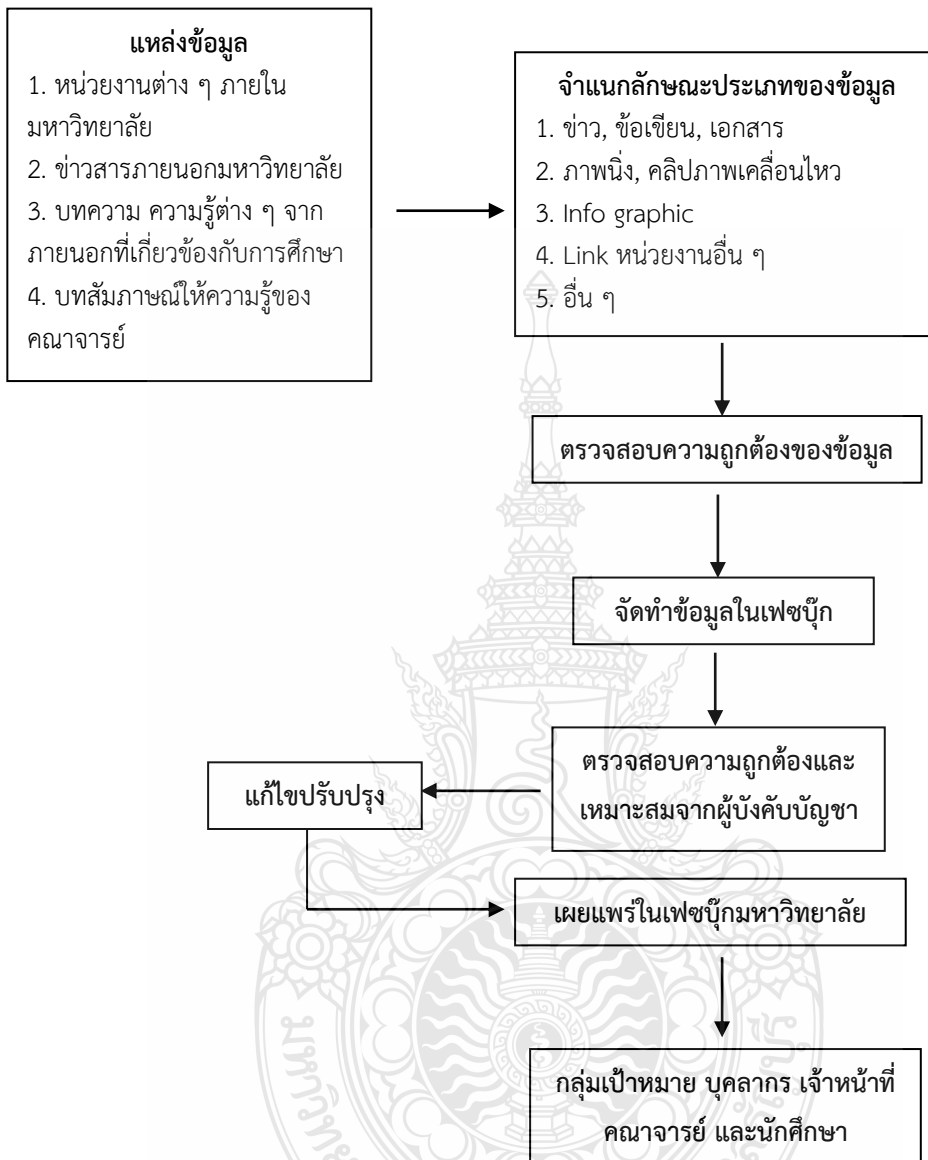 แหล่งข้อมูล
1. หน่วยงานต่าง ๆ ภายใน
มหาวิทยาลัย
2. ข่าวสารภายนอกมหาวิทยาลัย
3. บทความ ความรู้ต่าง ๆ จาก
ภายนอกที่เกี่ยวข้องกับการศึกษา
4. บทสัมภาษณ์ให้ความรู้ของ
คณาจารย์
จำแนกลักษณะประเภทของข้อมูล
1. ข่าว, ข้อเขียน, เอกสาร
2. ภาพนิ่ง, คลิปภาพเคลื่อนไหว
3. Info graphic
4. Link หน่วยงานอื่น ๆ
5. อื่น ๆ
ตรวจสอบความถูกต้องของข้อมูล
จัดทำข้อมูลในเฟซบุ๊ก
ตรวจสอบความถูกต้องและ
เหมาะสมจากผู้บังคับบัญชา
แก้ไขปรับปรุง
เผยแพร่ในเฟซบุ๊กมหาวิทยาลัย
กลุ่มเป้าหมาย บุคลากร เจ้าหน้าที่
คณาจารย์ และนักศึกษา